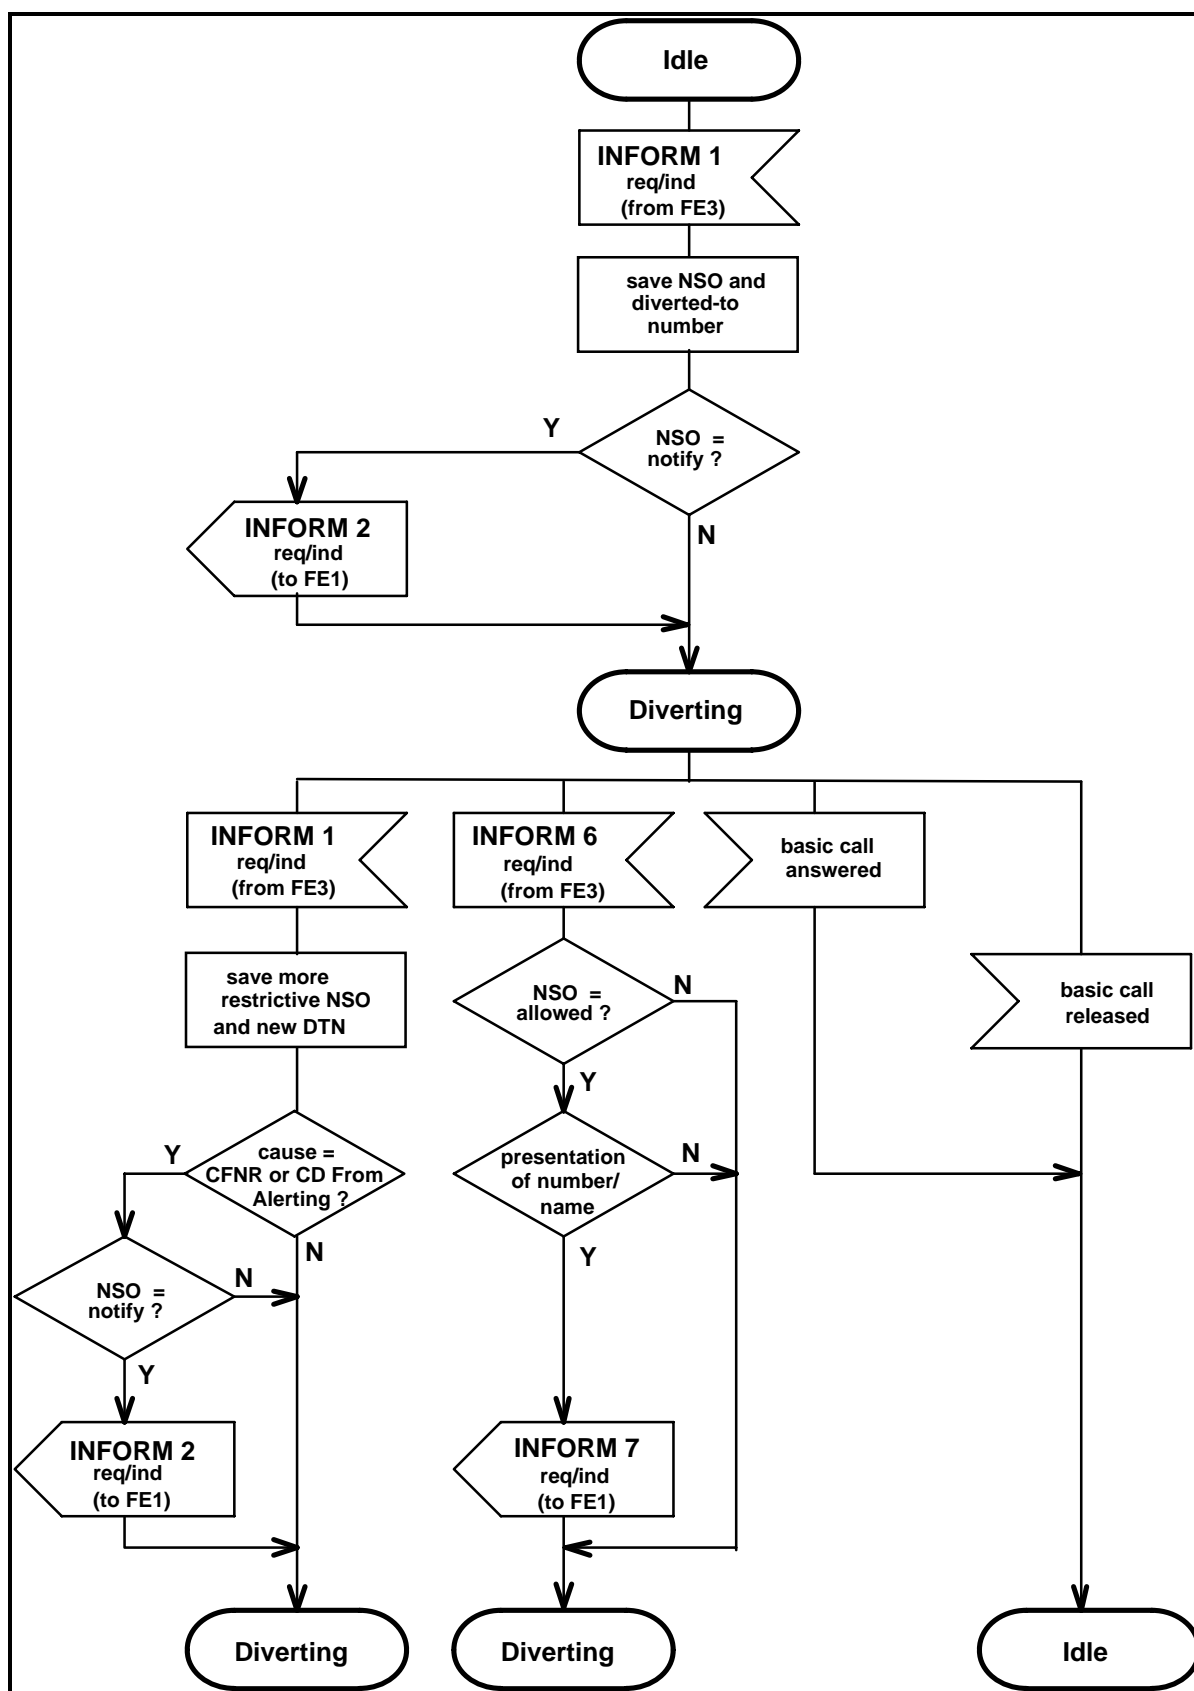 Idle
INFORM 1
req/ind
(from FE3)
save NSO and
diverted-to
number
NSO =
notify ?
Y
N
INFORM 2
req/ind
(to FE1)
Diverting
INFORM 1
req/ind
(from FE3)
INFORM 6
req/ind
(from FE3)
basic call
answered
basic call
released
save more
restrictive NSO
and new DTN
NSO =
allowed ?
N
Y
cause =
CFNR or CD From
Alerting ?
Y
N
presentation
of number/
name
N
Y
NSO =
notify ?
N
Y
INFORM 2
req/ind
(to FE1)
INFORM 7
req/ind
(to FE1)
Diverting
Diverting
Idle